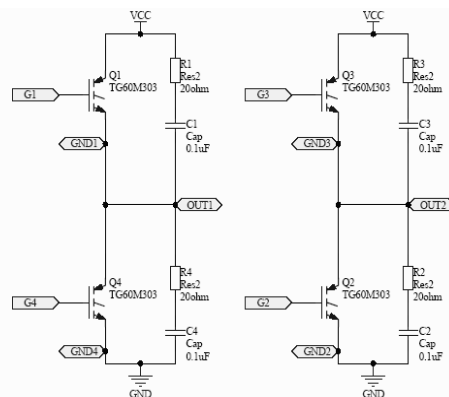 VCC
Q1
TG60M303
R1
Res2
20ohm
G1
C1
Cap
0.1uF
GND1
OUT1
Q4
TG60M303
R4
Res2
20ohm
G4
C4
Cap
0.1uF
GND4
GND
VCC
Q3
TG60M303
R3
Res2
20ohm
G3
C3
Cap
0.1uF
GND3
OUT2
Q2
TG60M303
R2
Res2
20ohm
G2
C2
Cap
0.1uF
GND2
GND